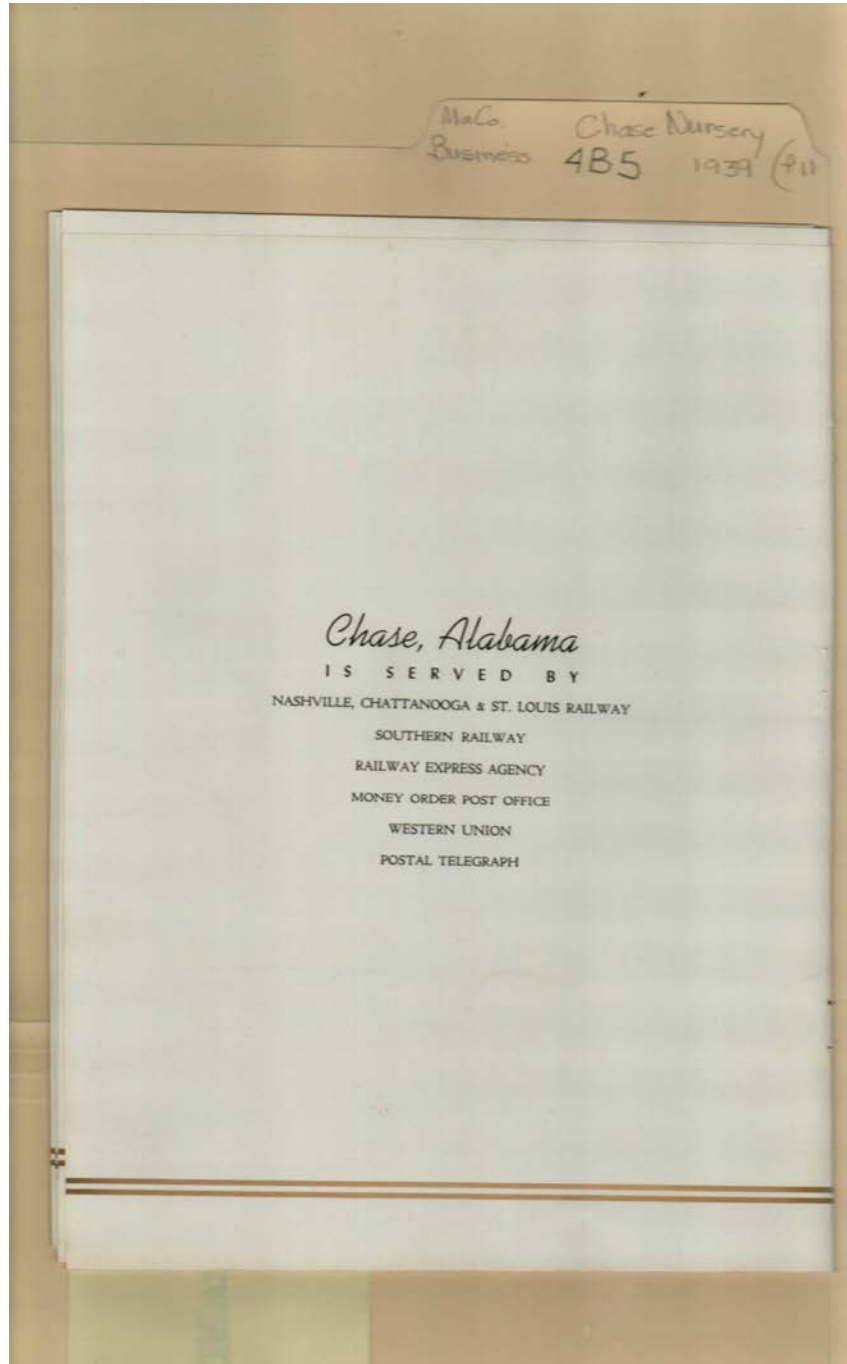 MaCo. Chase Nursery
Business 4B5 1939
Chase, Alabama
IS SERVED BY
NASHVILLE, CHATTANOOGA & ST. LOUIS RAILWAY
SOUTHERN RAILWAY
RAILWAY EXPRESS AGENCY
MONEY ORDER POST OFFICE
WESTERN UNION
POSTAL TELEGRAPH